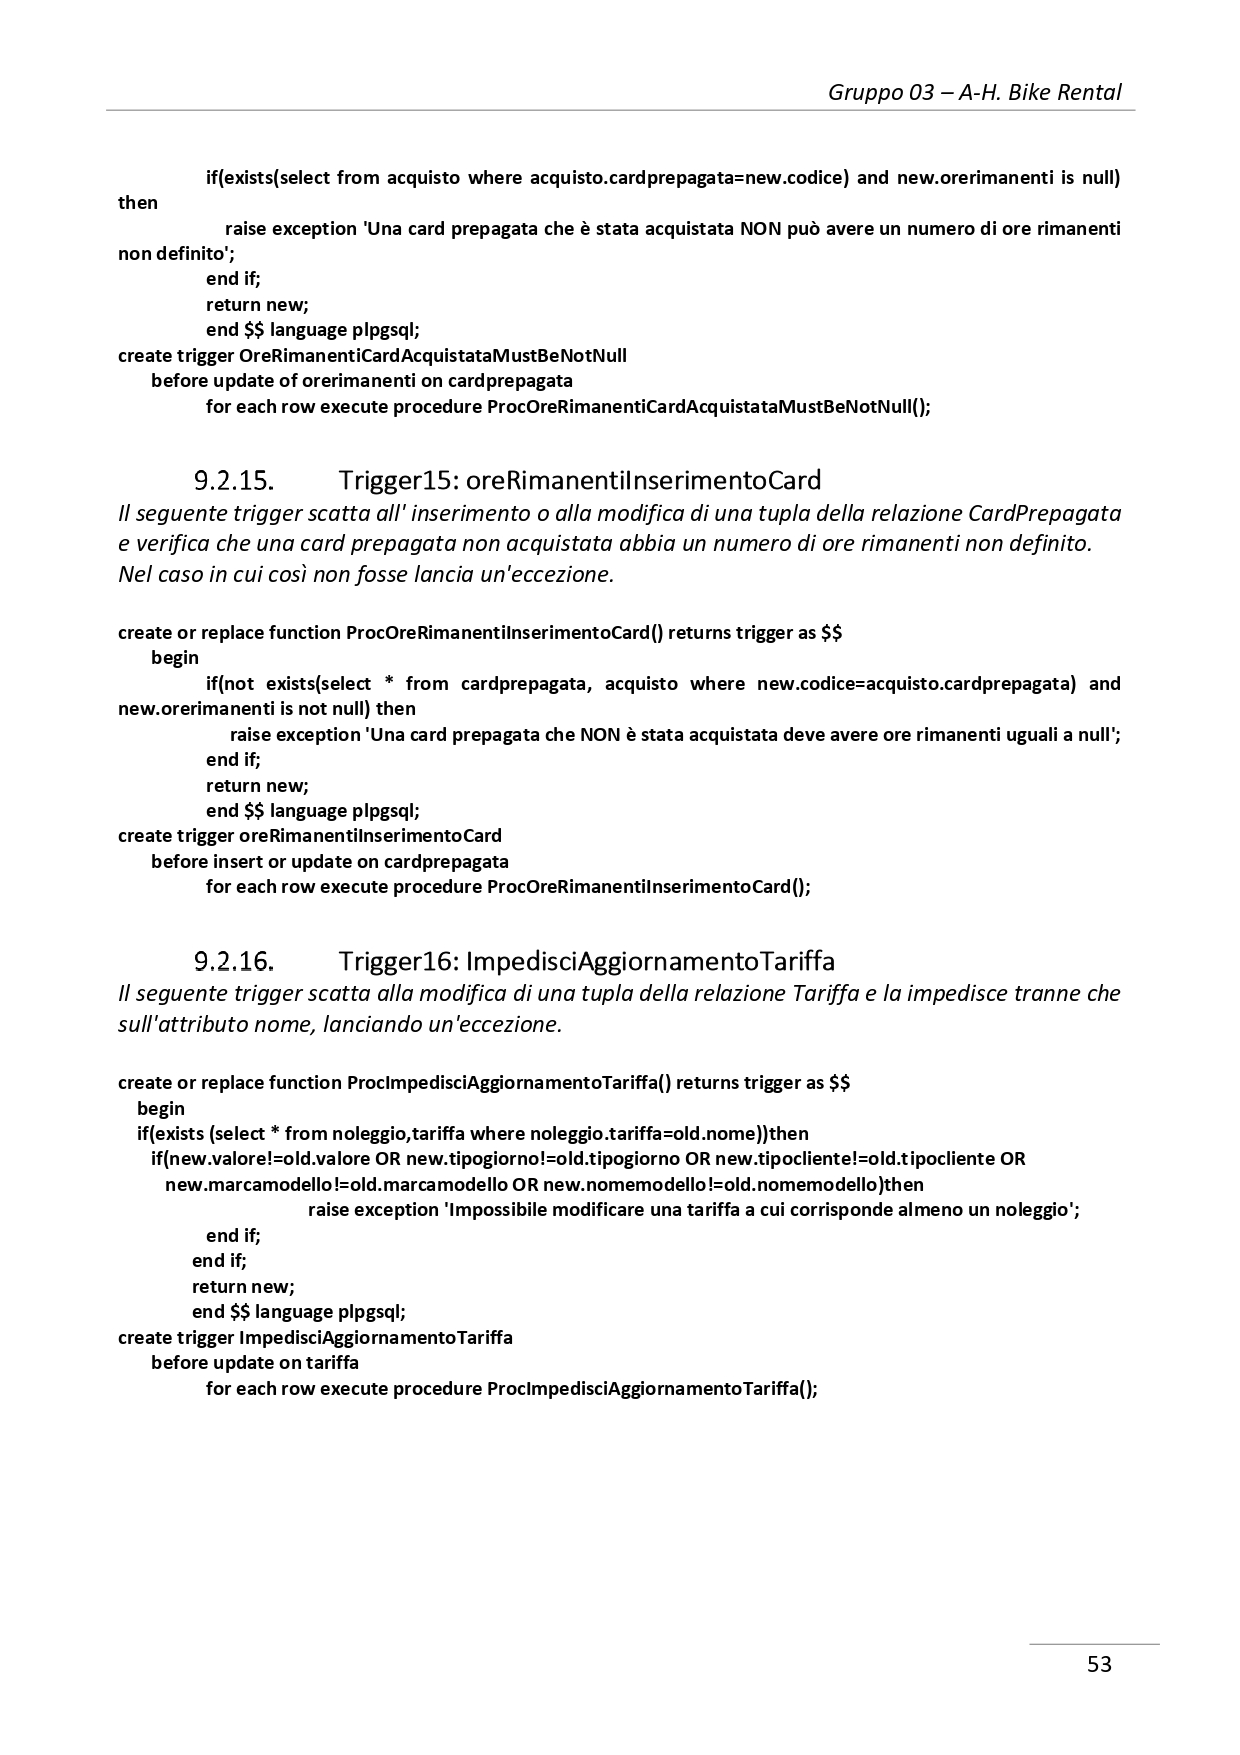 Gruppo 03 – A-H. Bike Rental
if(exists(select from acquisto where acquisto.cardprepagata=new.codice) and new.orerimanenti is null)
then
raise exception 'Una card prepagata che è stata acquistata NON può avere un numero di ore rimanenti
non definito';
end if;
return new;
end $$ language plpgsql;
create trigger OreRimanentiCardAcquistataMustBeNotNull
before update of orerimanenti on cardprepagata
for each row execute procedure ProcOreRimanentiCardAcquistataMustBeNotNull();
9.2.15. Trigger15: oreRimanentiInserimentoCard
Il seguente trigger scatta all' inserimento o alla modifica di una tupla della relazione CardPrepagata
e verifica che una card prepagata non acquistata abbia un numero di ore rimanenti non definito.
Nel caso in cui così non fosse lancia un'eccezione.
create or replace function ProcOreRimanentiInserimentoCard() returns trigger as $$
begin
if(not exists(select * from cardprepagata, acquisto where new.codice=acquisto.cardprepagata) and
new.orerimanenti is not null) then
raise exception 'Una card prepagata che NON è stata acquistata deve avere ore rimanenti uguali a null';
end if;
return new;
end $$ language plpgsql;
create trigger oreRimanentiInserimentoCard
before insert or update on cardprepagata
for each row execute procedure ProcOreRimanentiInserimentoCard();
9.2.16. Trigger16: ImpedisciAggiornamentoTariffa
Il seguente trigger scatta alla modifica di una tupla della relazione Tariffa e la impedisce tranne che
sull'attributo nome, lanciando un'eccezione.
create or replace function ProcImpedisciAggiornamentoTariffa() returns trigger as $$
begin
if(exists (select * from noleggio,tariffa where noleggio.tariffa=old.nome))then
if(new.valore!=old.valore OR new.tipogiorno!=old.tipogiorno OR new.tipocliente!=old.tipocliente OR
new.marcamodello!=old.marcamodello OR new.nomemodello!=old.nomemodello)then
raise exception 'Impossibile modificare una tariffa a cui corrisponde almeno un noleggio';
end if;
end if;
return new;
end $$ language plpgsql;
create trigger ImpedisciAggiornamentoTariffa
before update on tariffa
for each row execute procedure ProcImpedisciAggiornamentoTariffa();
53